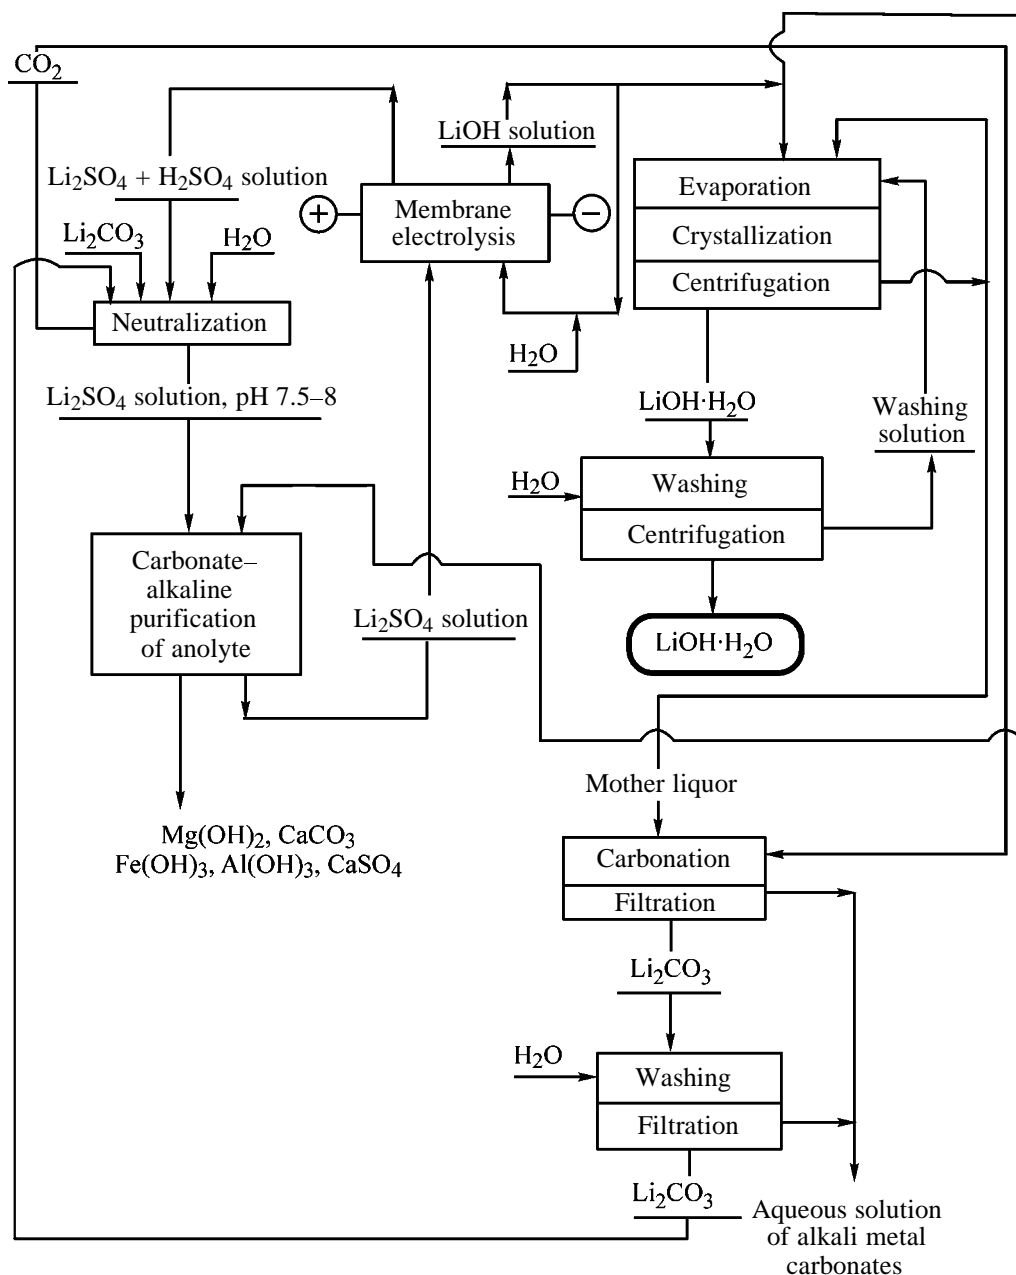 CO₂
LiOH solution
Li₂SO₄ + H₂SO₄ solution
Li₂CO₃
H₂O
+
Membrane
electrolysis
−
Evaporation
Crystallization
Centrifugation
Neutralization
H₂O
Li₂SO₄ solution, pH 7.5–8
LiOH·H₂O
Washing
solution
H₂O
Washing
Centrifugation
Carbonate–
alkaline
purification
of anolyte
Li₂SO₄ solution
LiOH·H₂O
Mother liquor
Mg(OH)₂, CaCO₃
Fe(OH)₃, Al(OH)₃, CaSO₄
Carbonation
Filtration
Li₂CO₃
H₂O
Washing
Filtration
Li₂CO₃
Aqueous solution
of alkali metal
carbonates